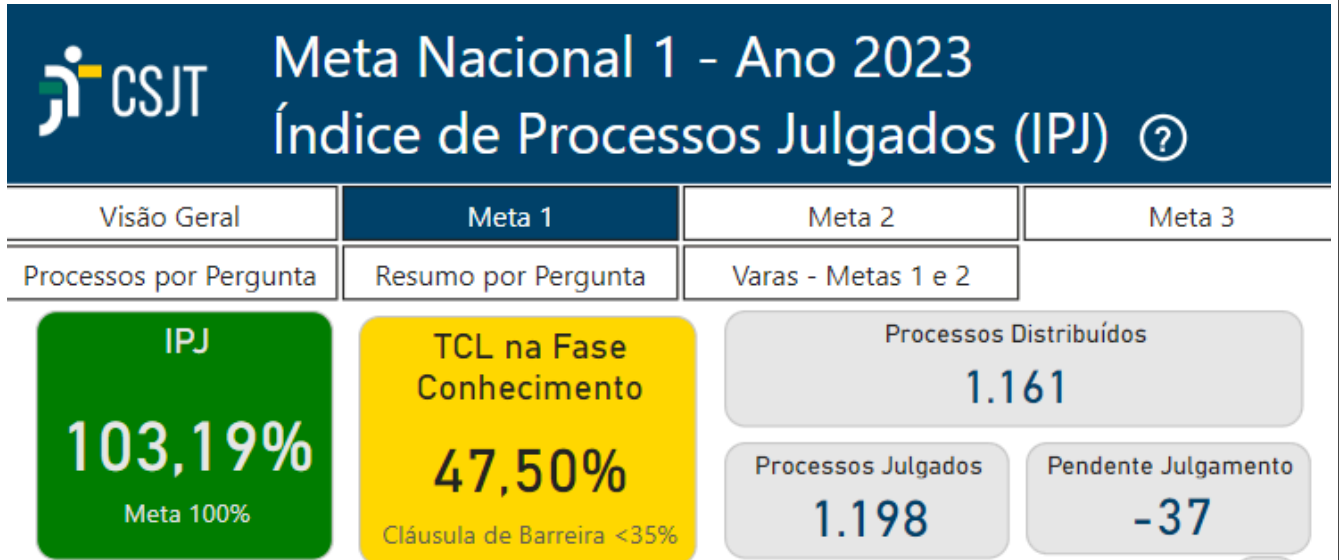 CSJT
Meta Nacional 1 - Ano 2023
Índice de Processos Julgados (IPJ) ?
Visão Geral
Meta 1
Meta 2
Meta 3
Processos por Pergunta
Resumo por Pergunta
Varas - Metas 1 e 2
IPJ
103,19%
Meta 100%
TCL na Fase
Conhecimento
47,50%
Cláusula de Barreira <35%
Processos Distribuídos
1.161
Processos Julgados
1.198
Pendente Julgamento
-37